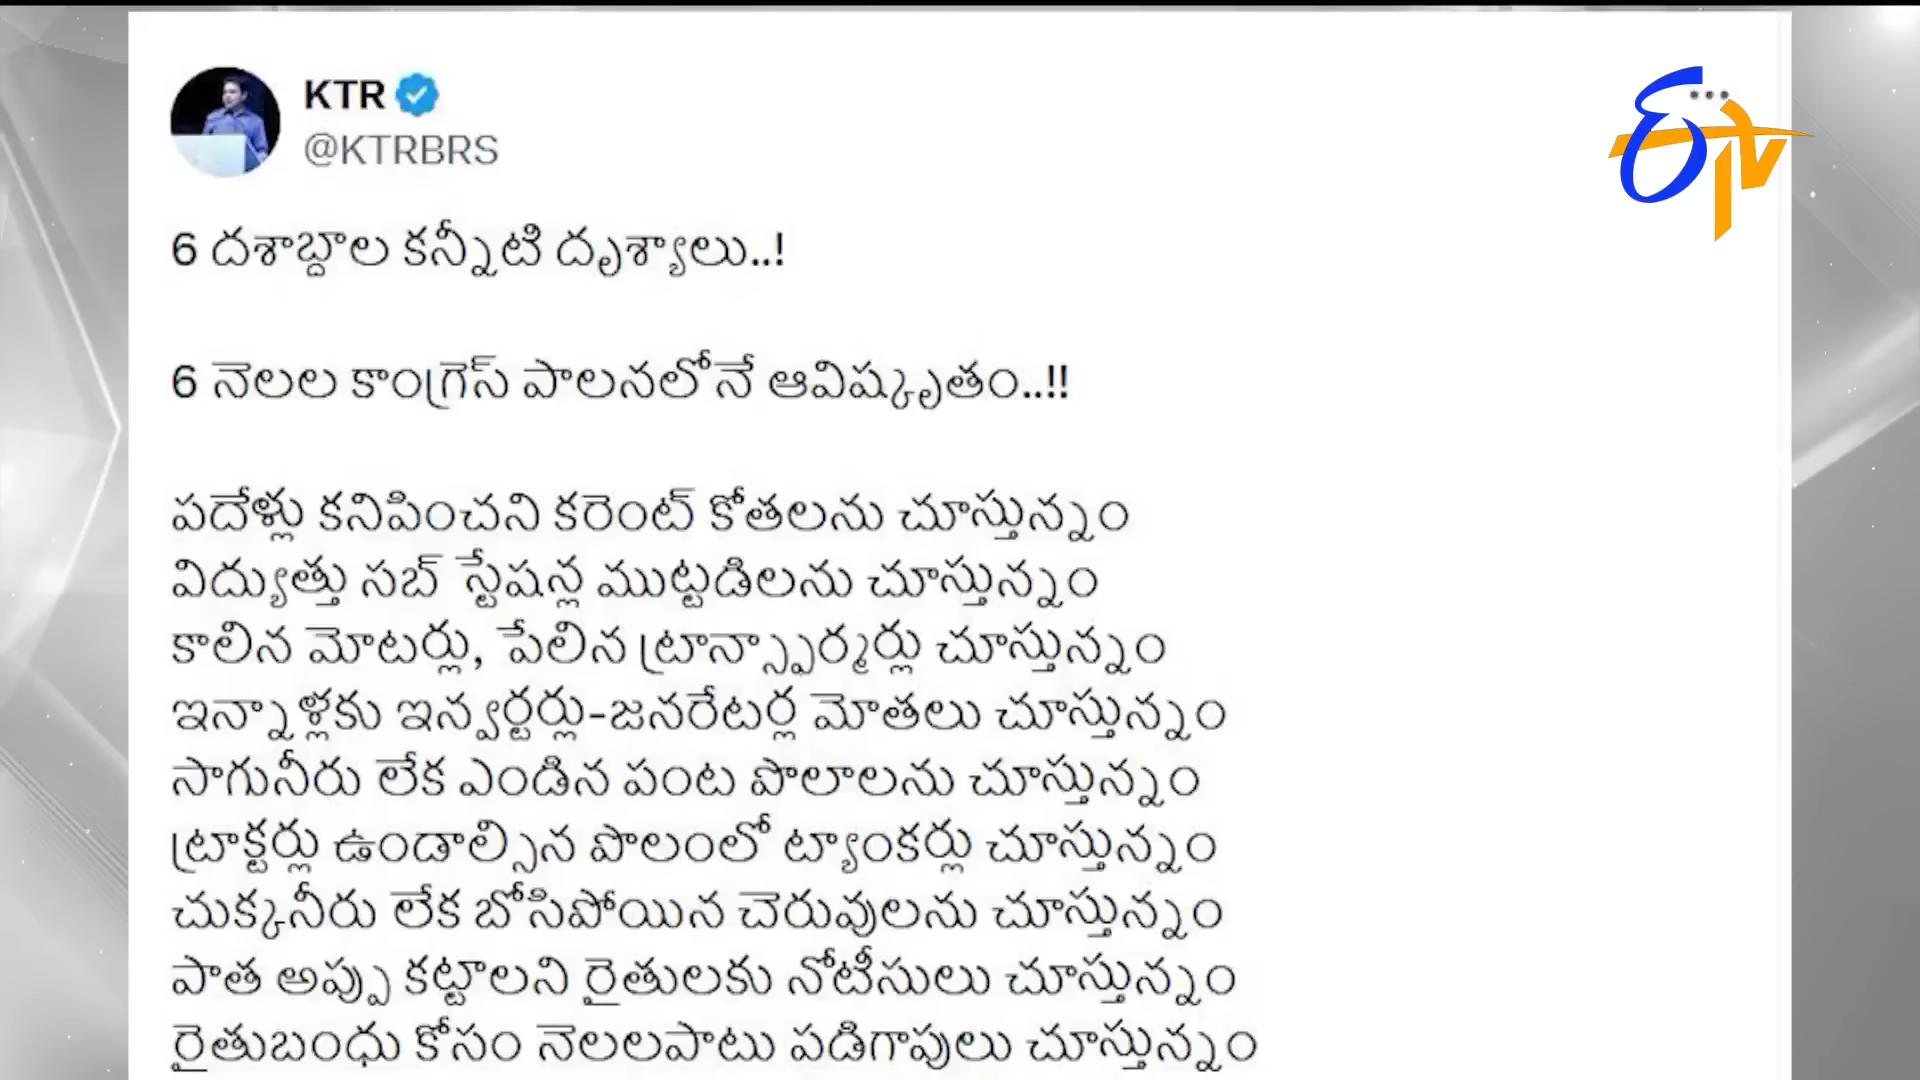 KTR
@KTRBRS
6 దశాబ్దాల కన్నీటి దృశ్యాలు..!
6 నెలల కాంగ్రెస్ పాలనలోనే ఆవిష్కృతం..!!
పదేళ్లు కనిపించని కరెంట్ కోతలను చూస్తున్నం
విద్యుత్తు సబ్ స్టేషన్ల ముట్టడిలను చూస్తున్నం
కాలిన మోటర్లు, పేలిన ట్రాన్స్ఫార్మర్లు చూస్తున్నం
ఇన్నాళ్లకు ఇన్వర్టర్లు-జనరేటర్ల మోతలు చూస్తున్నం
సాగునీరు లేక ఎండిన పంట పొలాలను చూస్తున్నం
ట్రాక్టర్లు ఉండాల్సిన పొలంలో ట్యాంకర్లు చూస్తున్నం
చుక్కనీరు లేక బోసిపోయిన చెరువులను చూస్తున్నం
పాత అప్పు కట్టాలని రైతులకు నోటీసులు చూస్తున్నం
రైతుబంధు కోసం నెలలపాటు పడిగాపులు చూస్తున్నం
ఈTV